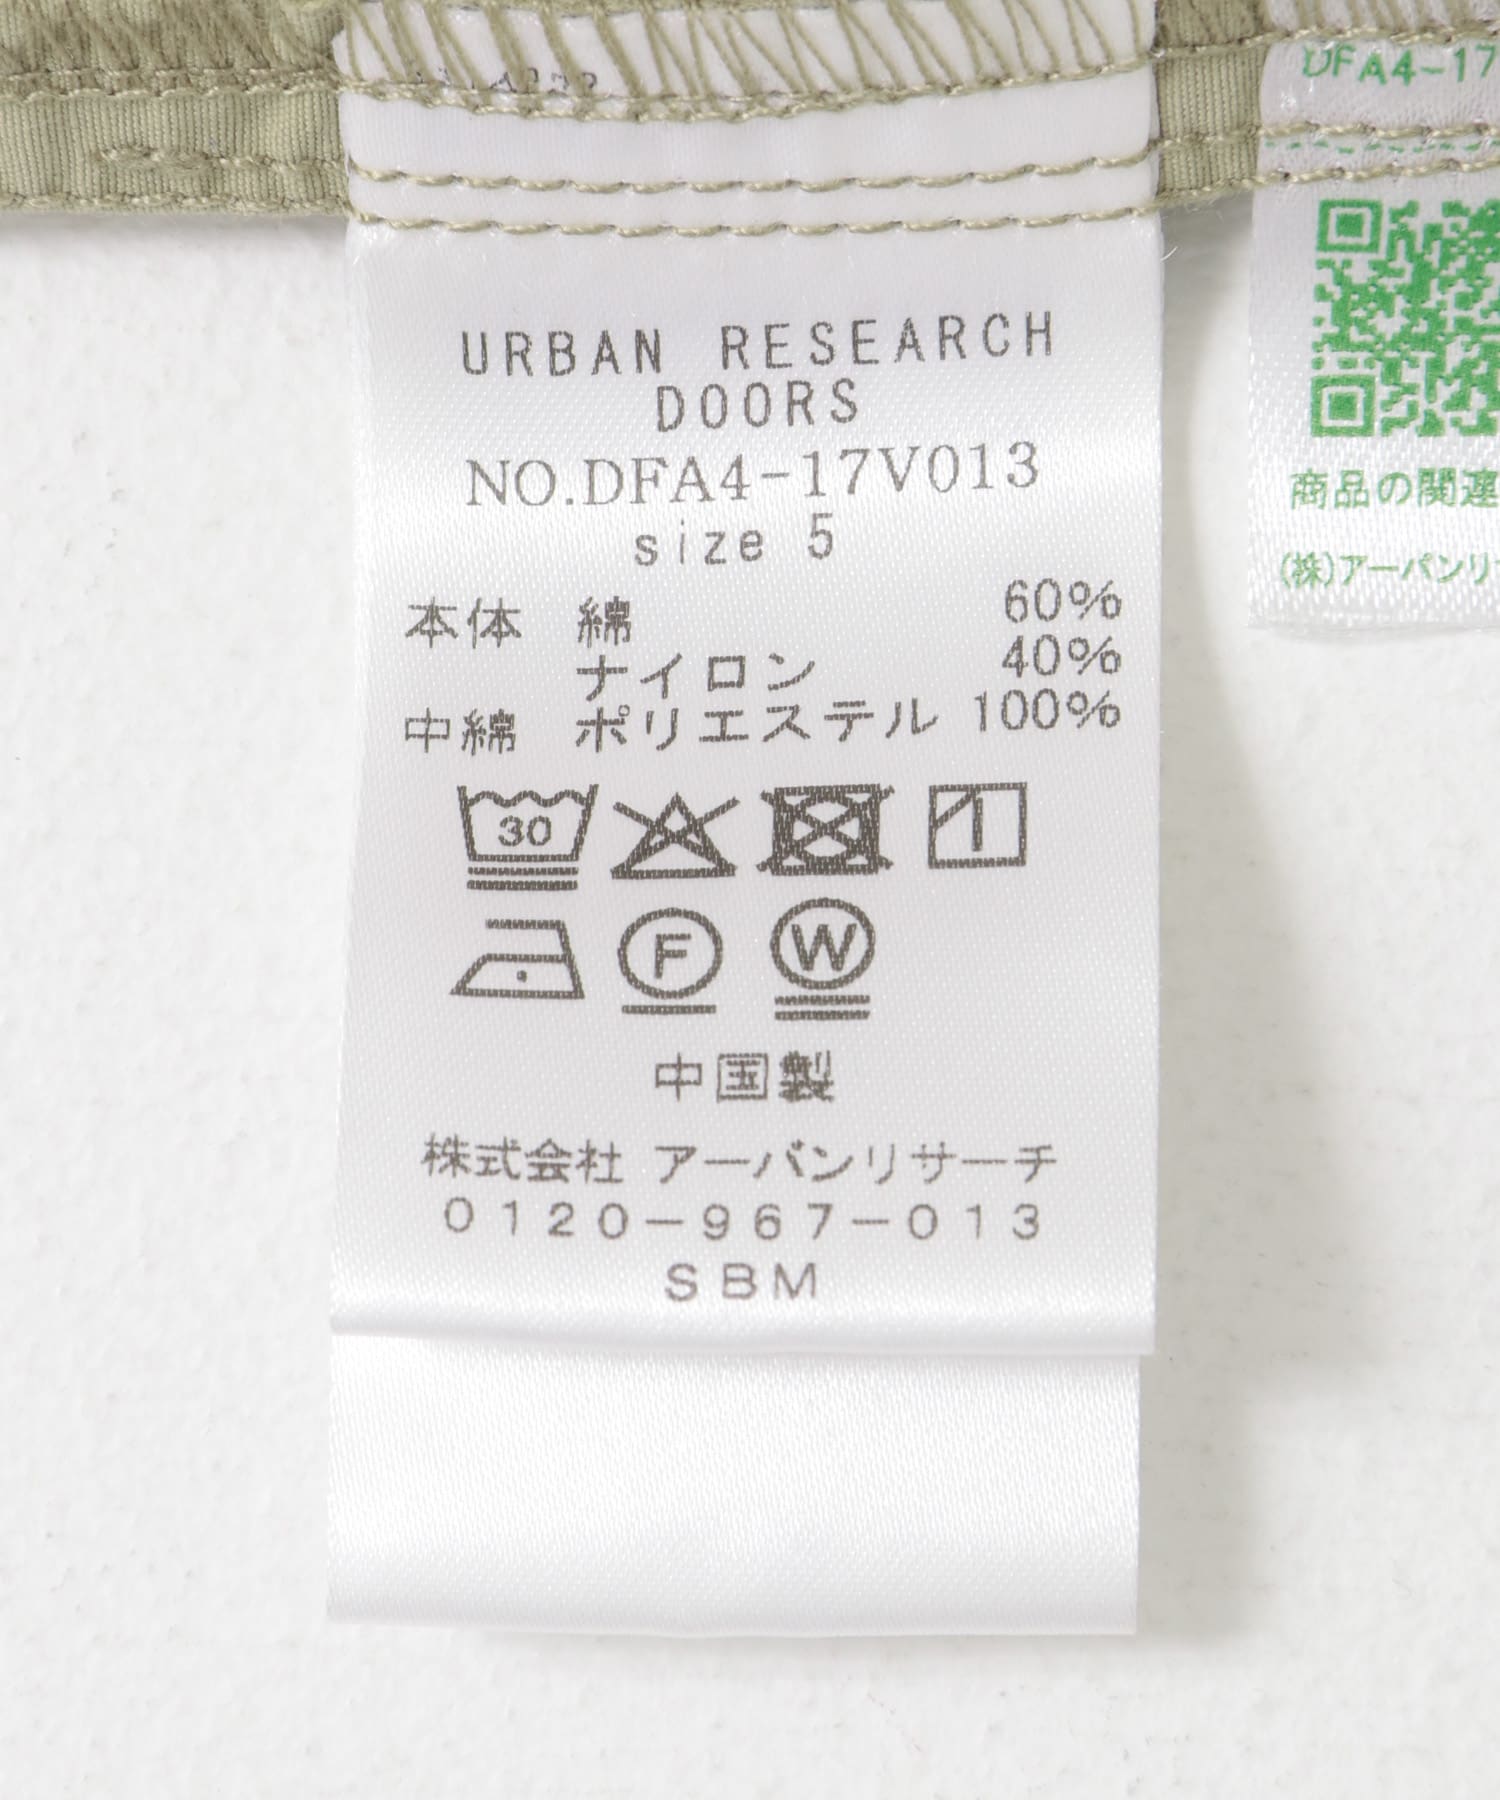 URBAN RESEARCH
DOORS
NO.DFA4-17V013
size 5
本体 綿 60%
ナイロン 40%
中綿 ポリエステル 100%
30
F
W
中国製
株式会社 アーバンリサーチ
0120-967-013
SBM
DFA4-17
商品の関連
(株)アーバンリサ